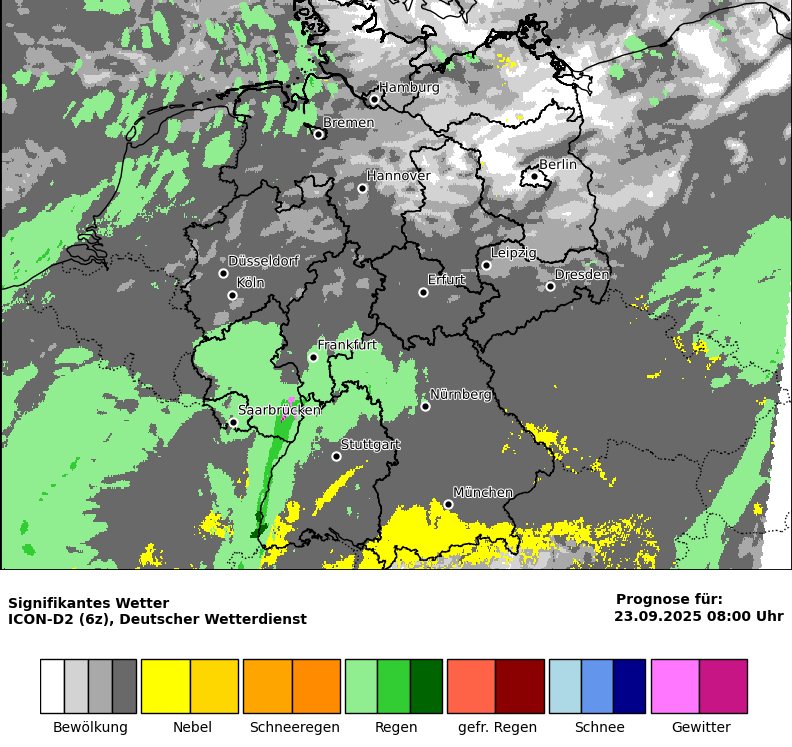 Hamburg
Bremen
Berlin
Hannover
Leipzig
Düsseldorf
Dresden
Köln
Erfurt
Frankfurt
Nürnberg
Saarbrücken
Stuttgart
München
Signifikantes Wetter
ICON-D2 (6z), Deutscher Wetterdienst
Prognose für:
23.09.2025 08:00 Uhr
Bewölkung Nebel Schneeregen Regen gefr. Regen Schnee Gewitter